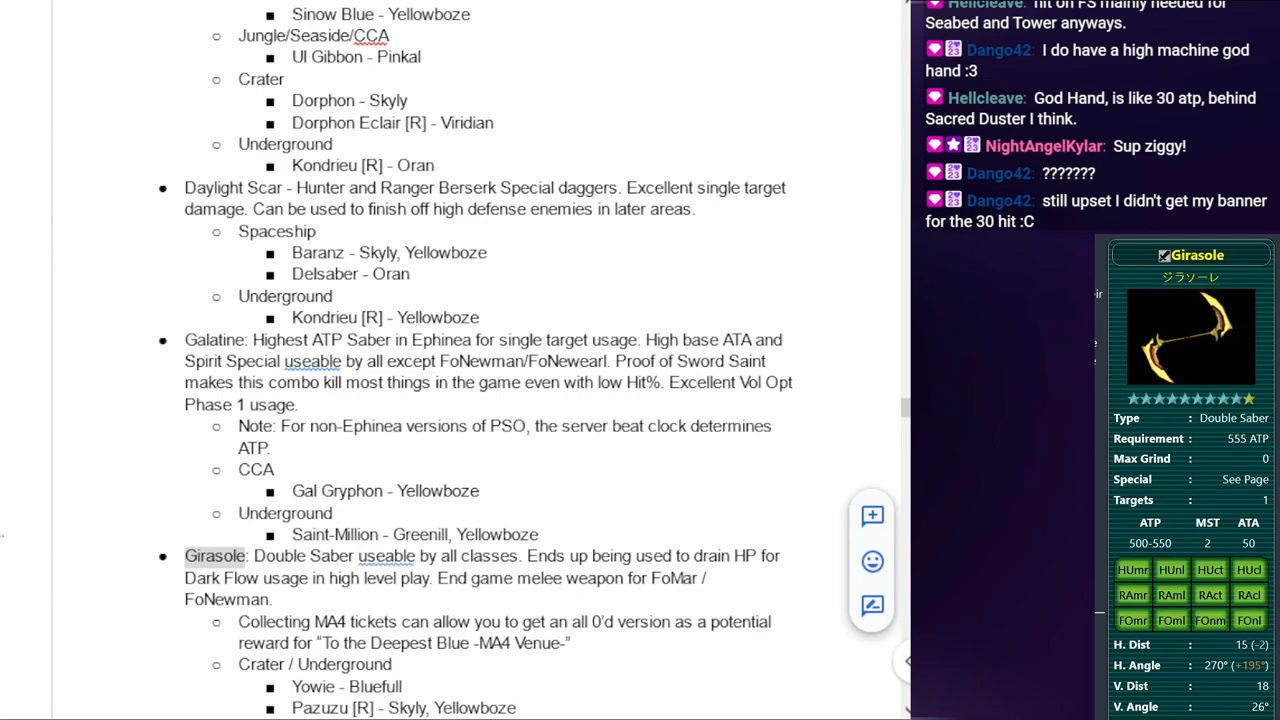 Sinow Blue - Yellowboze
Jungle/Seaside/CCA
Ul Gibbon - Pinkal
Crater
Dorphon - Skyly
Dorphon Eclair [R] - Viridian
Underground
Kondrieu [R] - Oran
Daylight Scar - Hunter and Ranger Berserk Special daggers. Excellent single target
damage. Can be used to finish off high defense enemies in later areas.
Spaceship
Baranz - Skyly, Yellowboze
Delsaber - Oran
Underground
Kondrieu [R] - Yellowboze
Galatine: Highest ATP Saber in Ephinea for single target usage. High base ATA and
Spirit Special useable by all except FoNewman/FoNewearl. Proof of Sword Saint
makes this combo kill most things in the game even with low Hit%. Excellent Vol Opt
Phase 1 usage.
Note: For non-Ephinea versions of PSO, the server beat clock determines
ATP.
CCA
Gal Gryphon - Yellowboze
Underground
Saint-Million - Greenill, Yellowboze
Girasole: Double Saber useable by all classes. Ends up being used to drain HP for
Dark Flow usage in high level play. End game melee weapon for FoMar /
FoNewman.
Collecting MA4 tickets can allow you to get an all 0'd version as a potential
reward for “To the Deepest Blue -MA4 Venue-”
Crater / Underground
Yowie - Bluefull
Pazuzu [R] - Skyly, Yellowboze
Hellcleave: hit on FS mainly needed for
Seabed and Tower anyways.
Dango42: I do have a high machine god
hand :3
Hellcleave: God Hand, is like 30 atp, behind
Sacred Duster I think.
NightAngelKylar: Sup ziggy!
Dango42: ???????
Dango42: still upset I didn't get my banner
for the 30 hit :C
Girasole
ジラソーレ
Type : Double Saber
Requirement : 555 ATP
Max Grind : 0
Special : See Page
Targets : 1
ATP MST ATA
500-550 2 50
HUmr HUnl HUct HUcl
RAmr RAml RAct RAcl
FOmr FOml FOnm FOnl
H. Dist : 15 (-2)
H. Angle : 270° (+195°)
V. Dist : 18
V. Angle : 26°